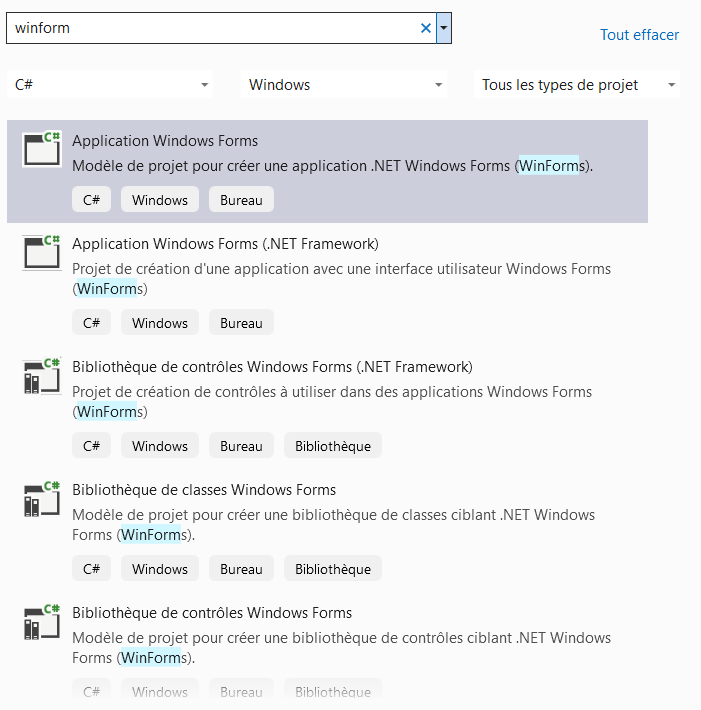 winform
Tout effacer
C#
Windows
Tous les types de projet
C#
Application Windows Forms
Modèle de projet pour créer une application .NET Windows Forms (WinForms).
C# Windows Bureau
C#
Application Windows Forms (.NET Framework)
Projet de création d'une application avec une interface utilisateur Windows Forms
(WinForms)
C# Windows Bureau
C#
Bibliothèque de contrôles Windows Forms (.NET Framework)
Projet de création de contrôles à utiliser dans des applications Windows Forms
(WinForms)
C# Windows Bureau Bibliothèque
C#
Bibliothèque de classes Windows Forms
Modèle de projet pour créer une bibliothèque de classes ciblant .NET Windows
Forms (WinForms).
C# Windows Bureau Bibliothèque
C#
Bibliothèque de contrôles Windows Forms
Modèle de projet pour créer une bibliothèque de contrôles ciblant .NET Windows
Forms (WinForms).
C# Windows Bureau Bibliothèque